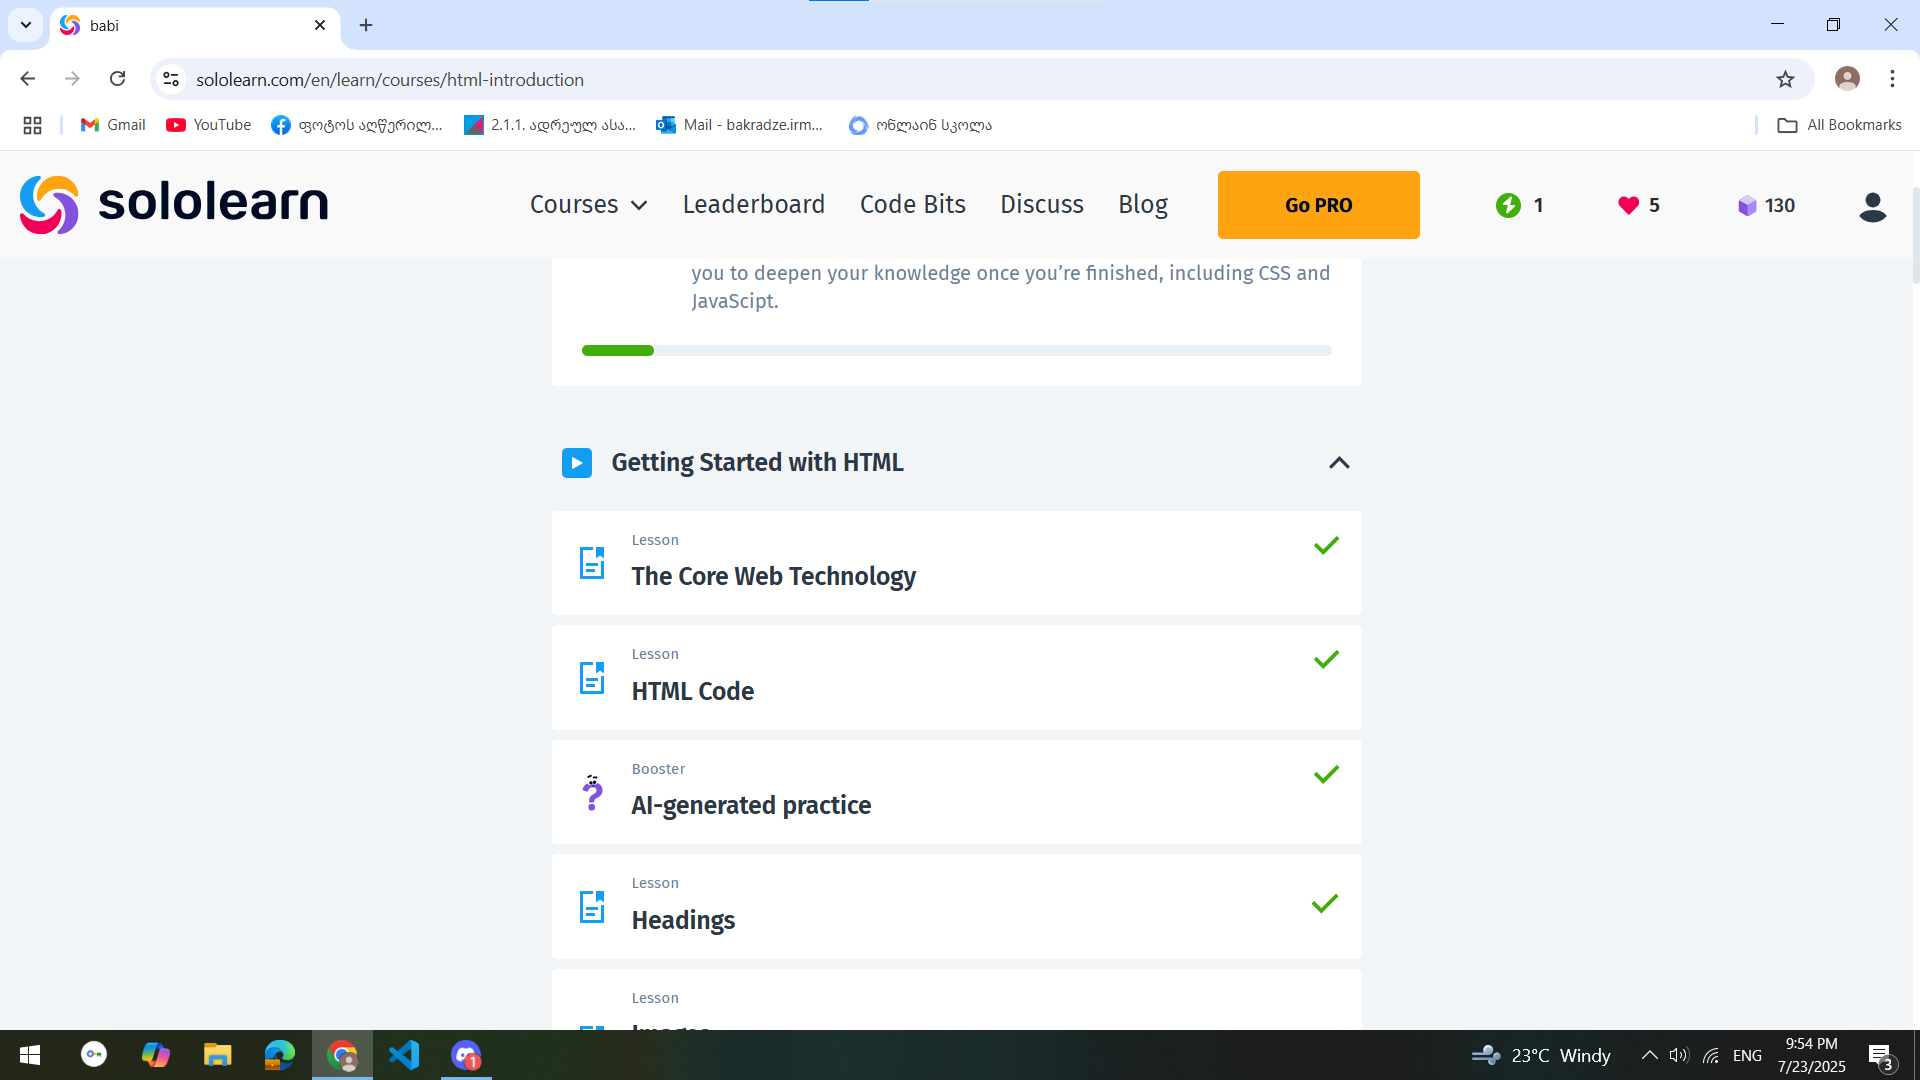 babi
sololearn.com/en/learn/courses/html-introduction
Gmail
YouTube
ფოტოს აღწერილ...
2.1.1. ადრეულ ასა...
Mail - bakradze.irm...
ონლაინ სკოლა
All Bookmarks
sololearn
Courses
Leaderboard
Code Bits
Discuss
Blog
Go PRO
1
5
130
you to deepen your knowledge once you’re finished, including CSS and
JavaScipt.
Getting Started with HTML
Lesson
The Core Web Technology
Lesson
HTML Code
Booster
AI-generated practice
Lesson
Headings
Lesson
Images
1
23°C Windy
ENG
9:54 PM
7/23/2025
3